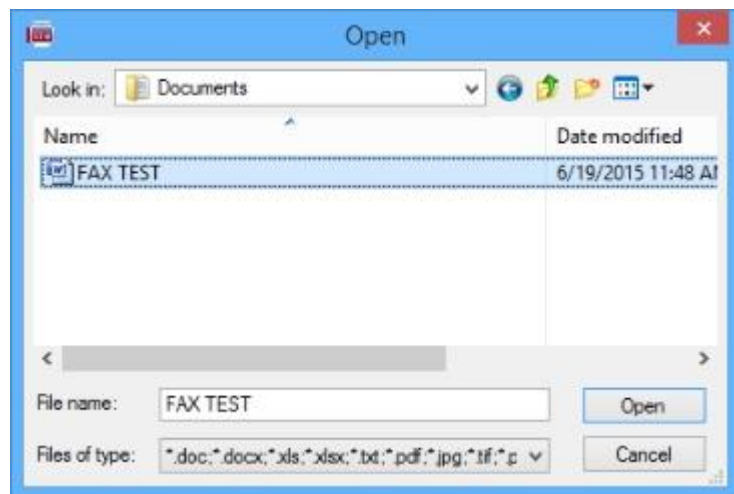 Open
Look in: Documents
Name Date modified
FAX TEST 6/19/2015 11:48 AM
File name: FAX TEST Open
Files of type: *.doc;*.docx;*.xls;*.xlsx;*.txt;*.pdf;*.jpg;*.tif;*.p Cancel